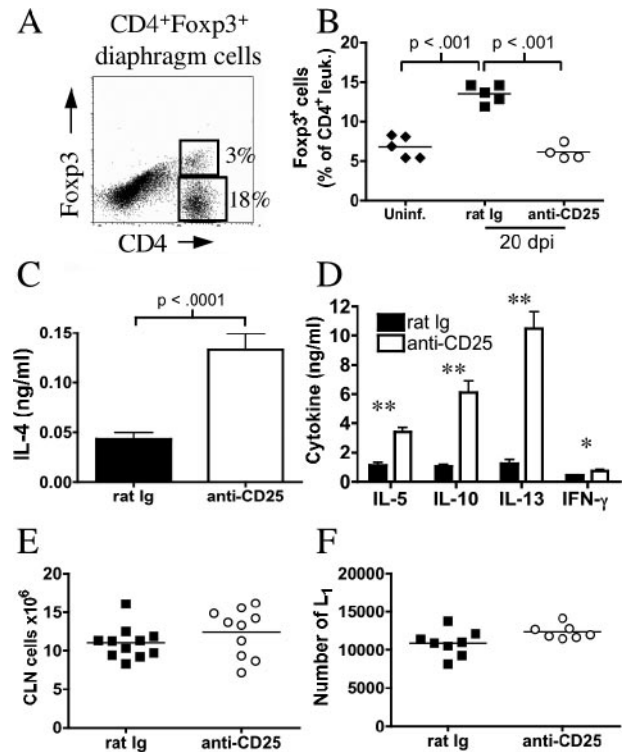 A
CD4⁺Foxp3⁺
diaphragm cells
Foxp3
3%
18%
CD4
B
p < .001
p < .001
Foxp3⁺ cells
(% of CD4⁺ leuk.)
20
15
10
5
0
Uninf.
rat Ig
anti-CD25
20 dpi
C
p < .0001
IL-4 (ng/ml)
0.15
0.10
0.05
0.00
rat Ig
anti-CD25
D
rat Ig
anti-CD25
Cytokine (ng/ml)
12
10
8
6
4
2
0
**
**
**
*
IL-5
IL-10
IL-13
IFN-γ
E
CLN cells x10⁶
20
15
10
5
0
rat Ig
anti-CD25
F
Number of L₁
20000
15000
10000
5000
0
rat Ig
anti-CD25